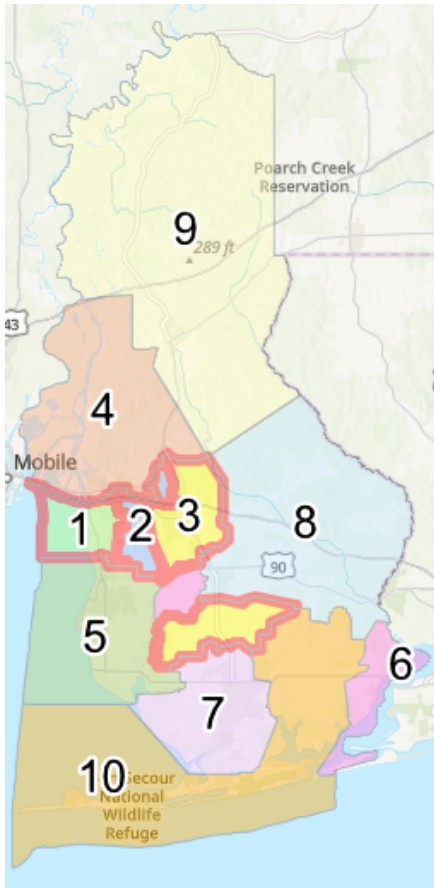 Poarch Creek
Reservation
9
289 ft
43
4
Mobile
1
2
3
8
90
5
6
7
10
Secour
National
Wildlife
Refuge